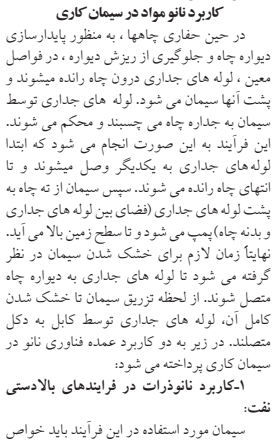 کاربرد نانو مواد در سیمان کاری
در حین حفاری چاهها ، به منظور پایدارسازی
دیواره چاه و جلوگیری از ریزش دیواره ، در فواصل
معین ، لوله های جداری درون چاه رانده میشوند و
پشت آنها سیمان می شود. لوله های جداری توسط
سیمان به جداره چاه می چسبند و محکم می شوند.
این فرآیند به این صورت انجام می شود که ابتدا
لوله‌های جداری به یکدیگر وصل میشوند و تا
انتهای چاه رانده می شوند. سپس سیمان از ته چاه به
پشت لوله های جداری (فضای بین لوله های جداری
و بدنه چاه) پمپ می شود و تا سطح زمین بالا می آید.
نهایتاً زمان لازم برای خشک شدن سیمان در نظر
گرفته می شود تا لوله های جداری به دیواره چاه
متصل شوند. از لحظه تزریق سیمان تا خشک شدن
کامل آن، لوله های جداری توسط کابل به دکل
متصلند. در زیر به دو کاربرد عمده فناوری نانو در
سیمان کاری پرداخته می شود:
۱-کاربرد نانوذرات در فرایندهای بالادستی
نفت:
سیمان مورد استفاده در این فرآیند باید خواص